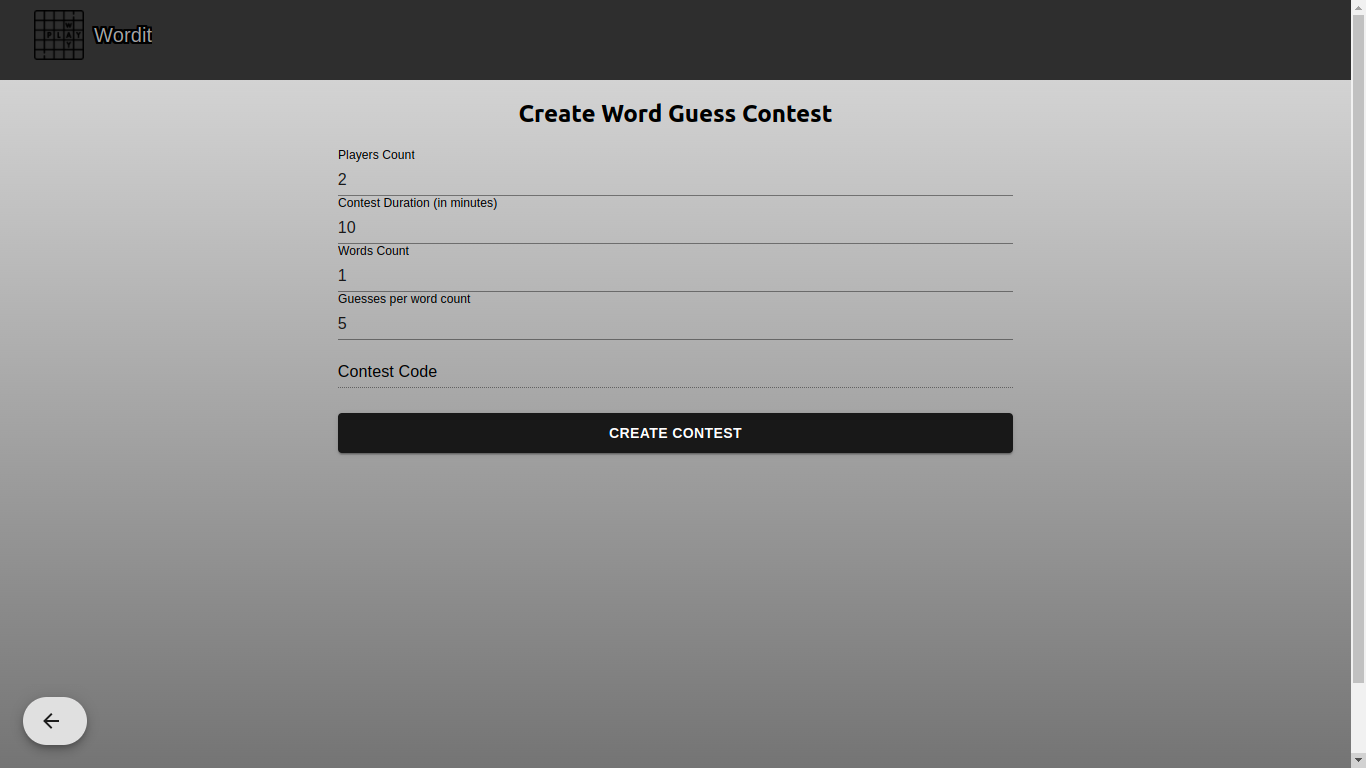 W
PLAY
Y
Wordit
Create Word Guess Contest
Players Count
2
Contest Duration (in minutes)
10
Words Count
1
Guesses per word count
5
Contest Code
CREATE CONTEST